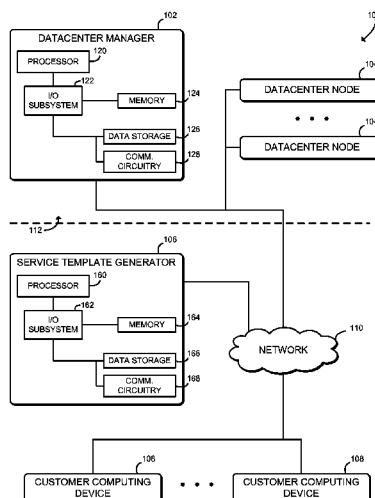 102
DATACENTER MANAGER
120
PROCESSOR
122
I/O
SUBSYSTEM
MEMORY
124
DATA STORAGE
126
COMM.
CIRCUITRY
128
DATACENTER NODE
DATACENTER NODE
112
106
SERVICE TEMPLATE GENERATOR
160
PROCESSOR
162
I/O
SUBSYSTEM
MEMORY
164
DATA STORAGE
166
COMM.
CIRCUITRY
168
NETWORK
110
108
CUSTOMER COMPUTING
DEVICE
108
CUSTOMER COMPUTING
DEVICE